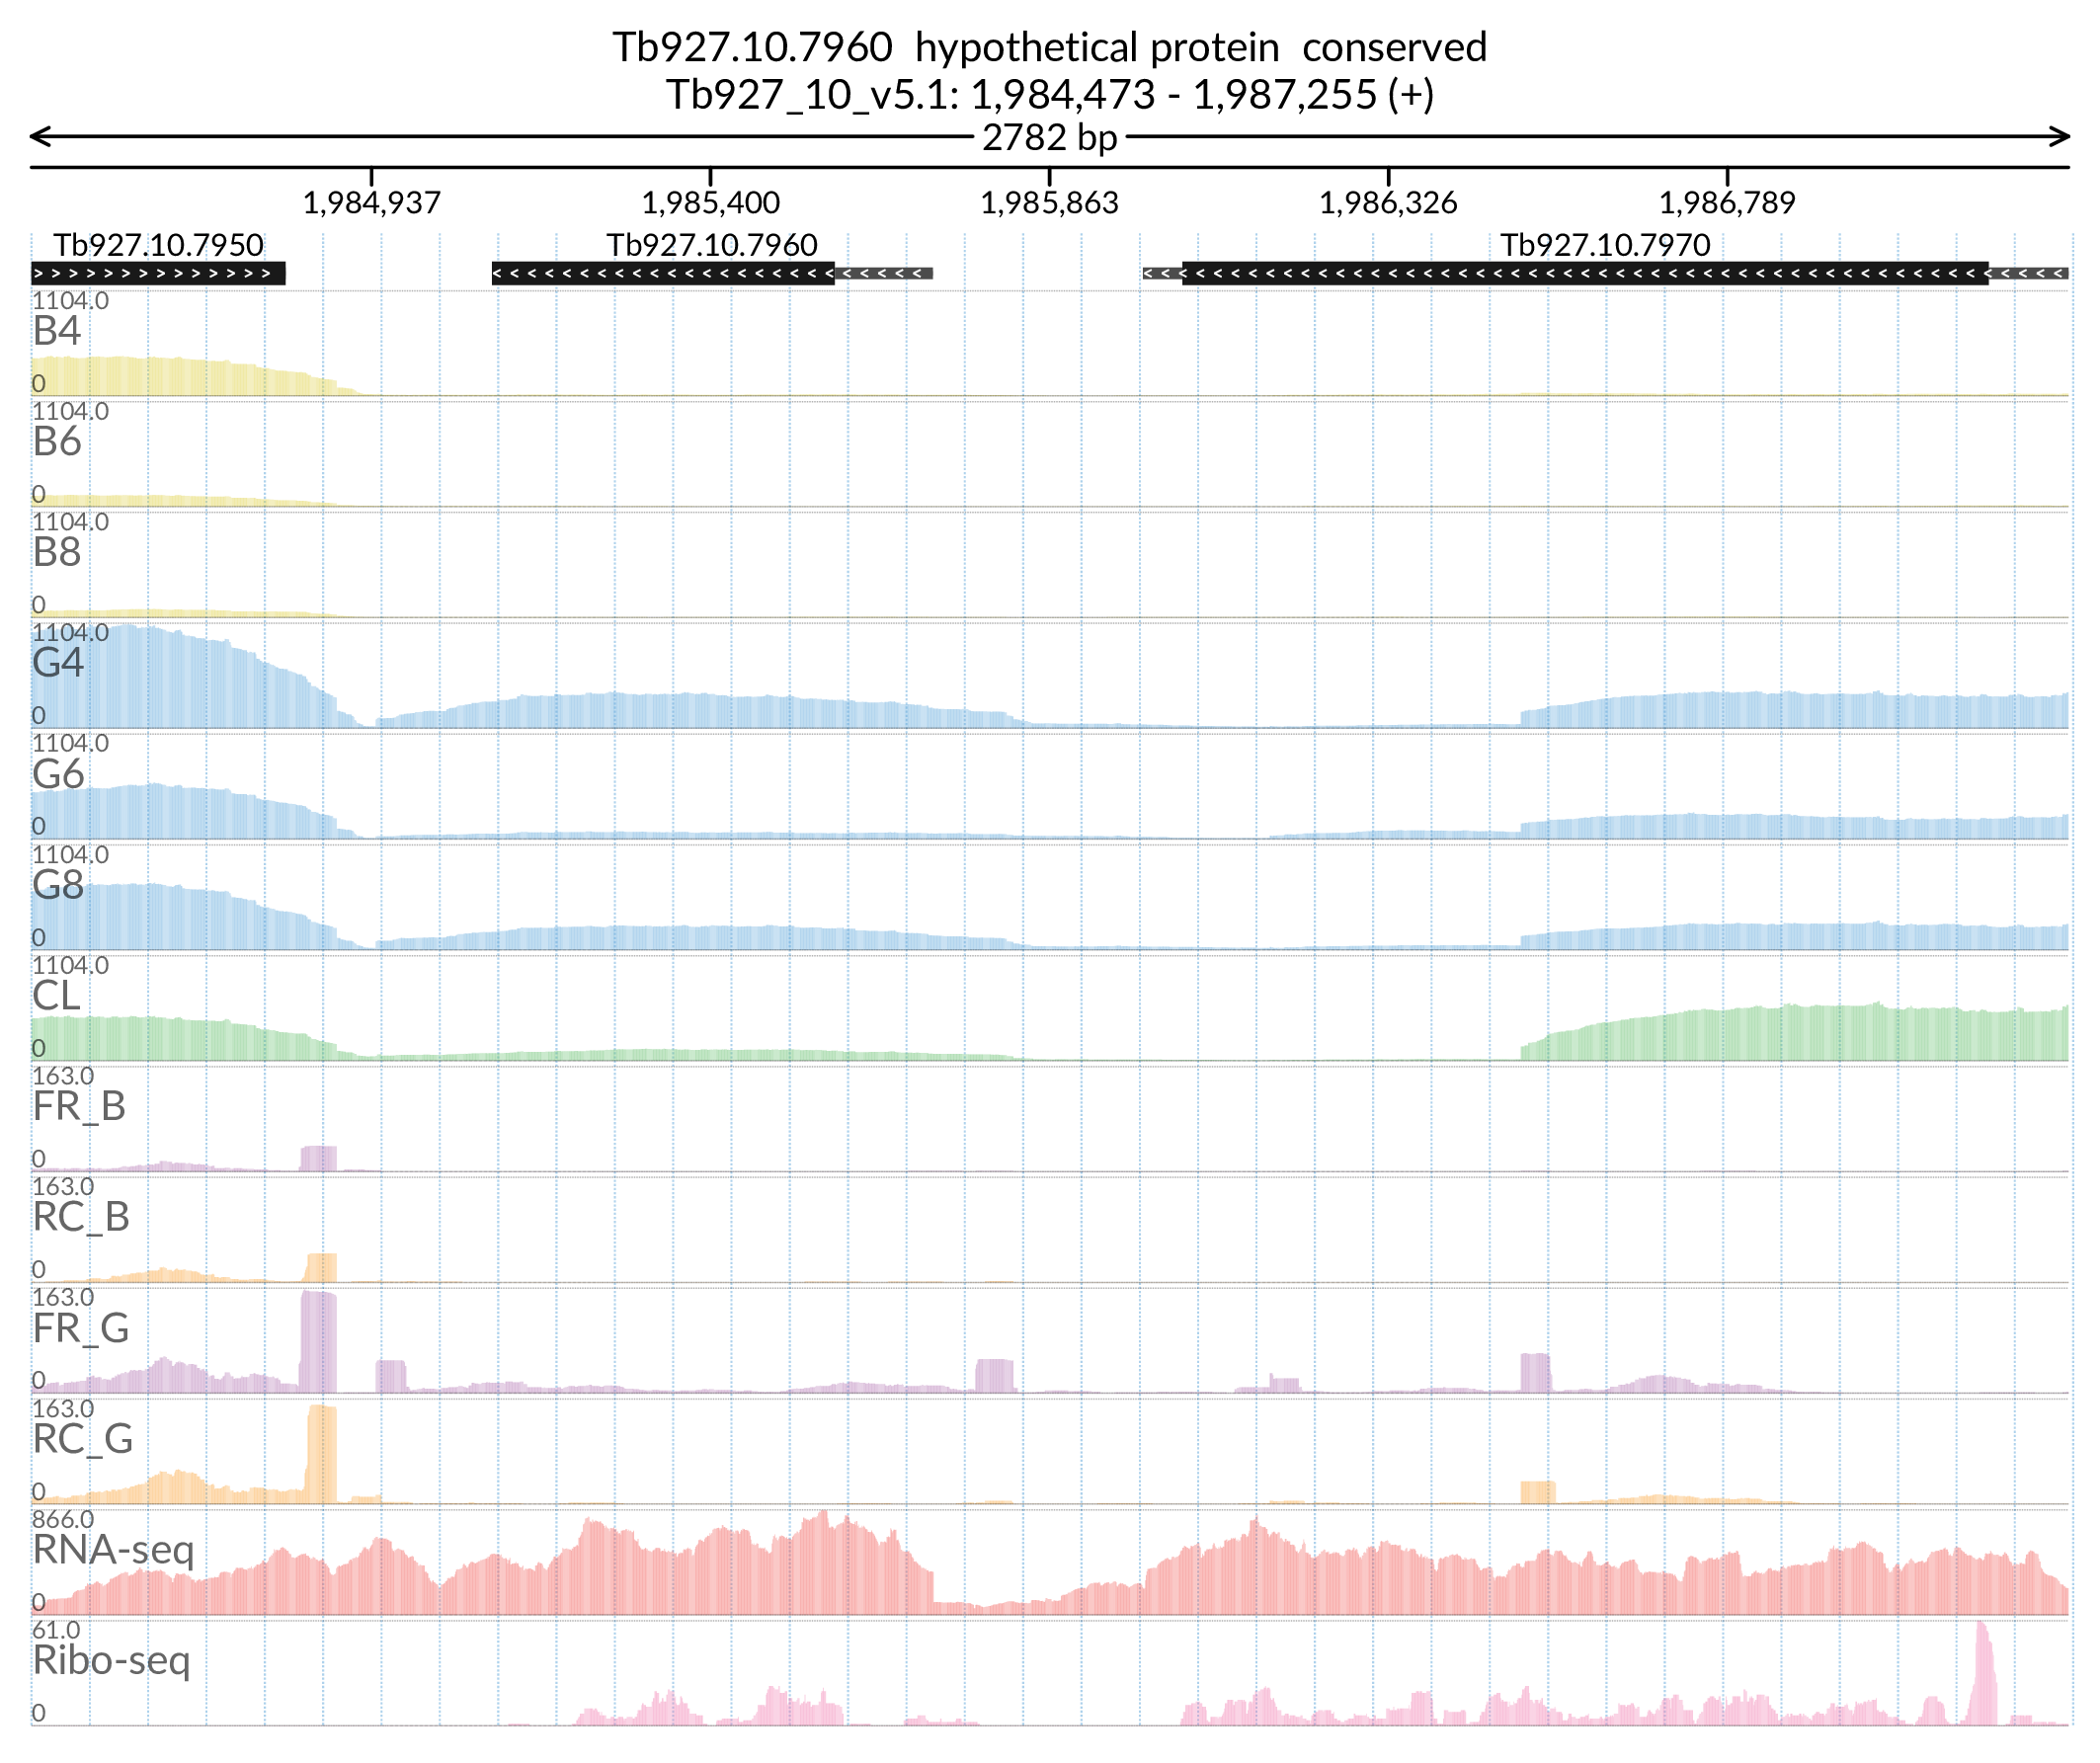 Tb927.10.7960  hypothetical protein  conserved
Tb927_10_v5.1: 1,984,473 - 1,987,255 (+)
2782 bp
1,984,937 1,985,400 1,985,863 1,986,326 1,986,789
Tb927.10.7950 Tb927.10.7960 Tb927.10.7970
1104.0
B4
0
1104.0
B6
0
1104.0
B8
0
1104.0
G4
0
1104.0
G6
0
1104.0
G8
0
1104.0
CL
0
163.0
FR_B
0
163.0
RC_B
0
163.0
FR_G
0
163.0
RC_G
0
866.0
RNA-seq
0
61.0
Ribo-seq
0